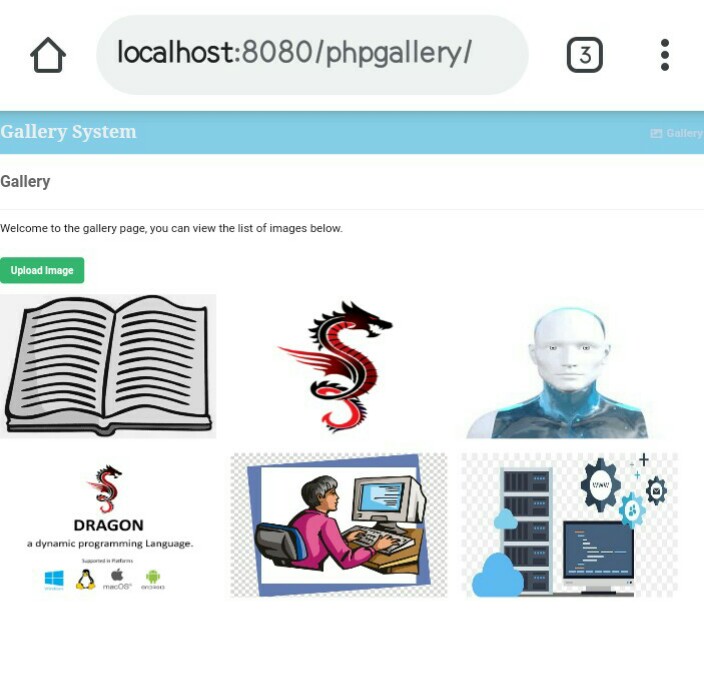 localhost:8080/phpgallery/
3
Gallery System
Gallery
Gallery
Welcome to the gallery page, you can view the list of images below.
Upload Image
DRAGON
a dynamic programming Language.
Supported in Platforms
macOS
ANDROID
WWW